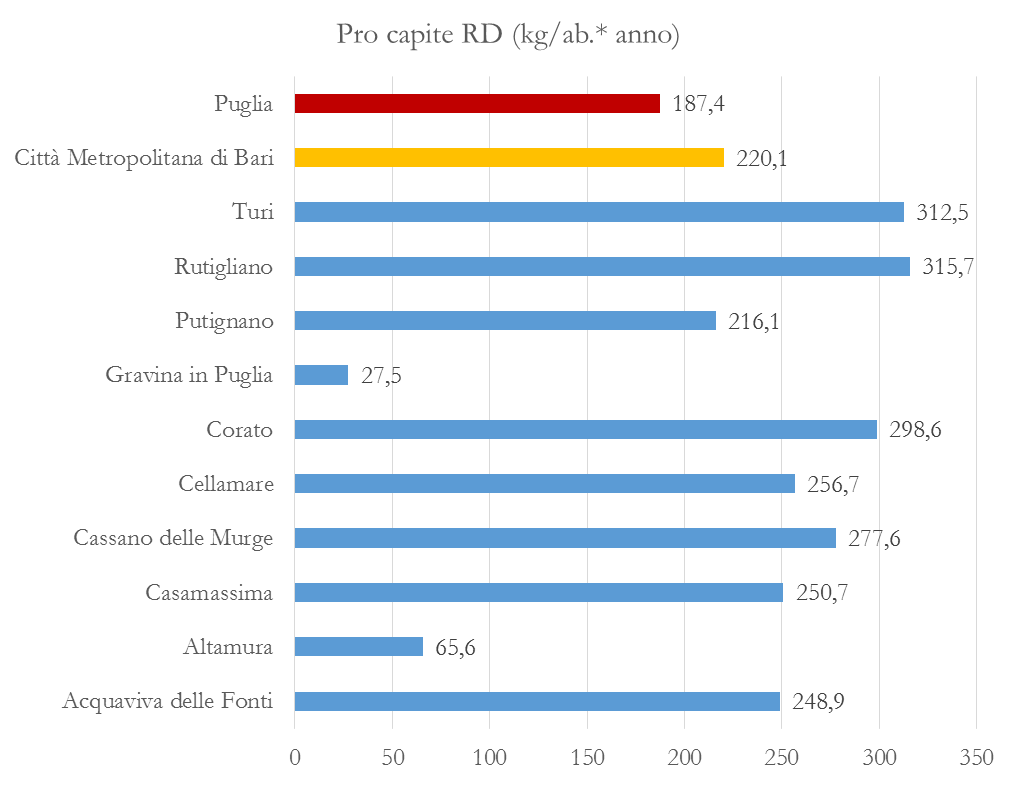 Pro capite RD (kg/ab.* anno)
Puglia 187,4
Città Metropolitana di Bari 220,1
Turi 312,5
Rutigliano 315,7
Putignano 216,1
Gravina in Puglia 27,5
Corato 298,6
Cellamare 256,7
Cassano delle Murge 277,6
Casamassima 250,7
Altamura 65,6
Acquaviva delle Fonti 248,9
0 50 100 150 200 250 300 350